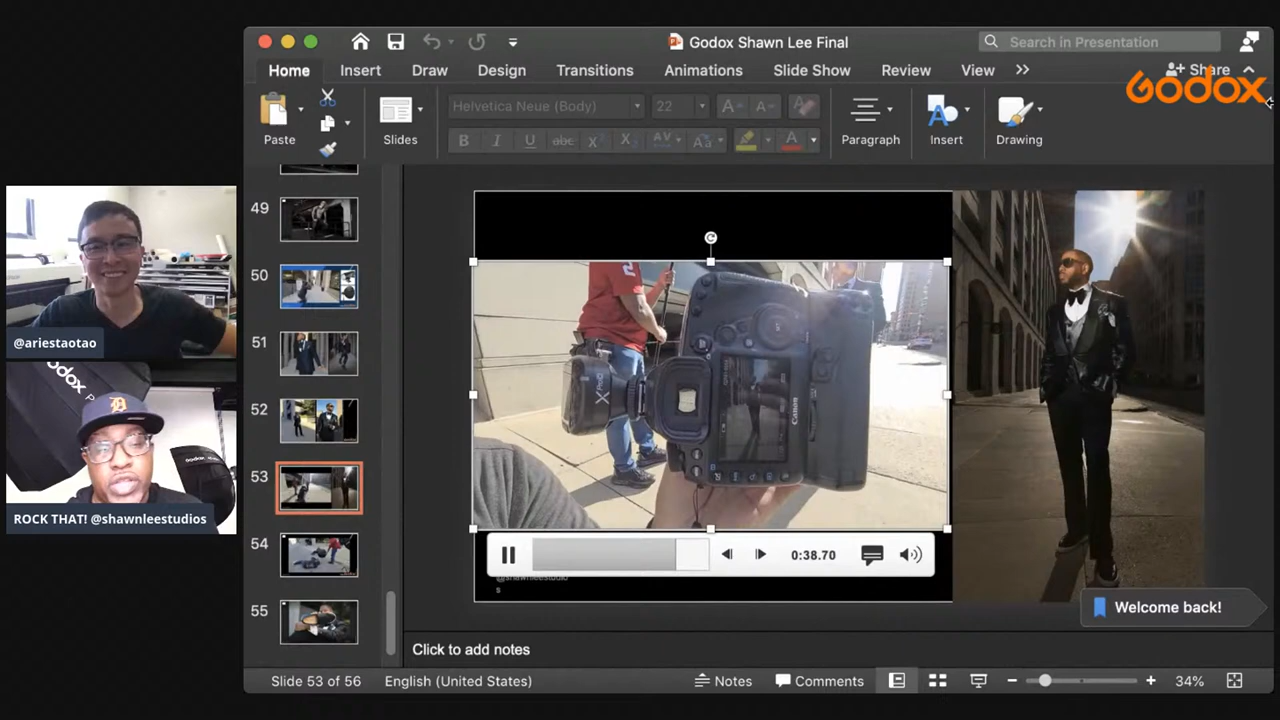 Godox Shawn Lee Final
Search in Presentation
Home
Insert
Draw
Design
Transitions
Animations
Slide Show
Review
View
Share
Godox
Paste
Slides
Helvetica Neue (Body)
22
Paragraph
Insert
Drawing
@ariestaotao
Godox
Godox
ROCK THAT! @shawnleestudios
49
50
51
52
53
54
55
Canon
0:38.70
@shawnleestudio
s
Welcome back!
Click to add notes
Slide 53 of 56
English (United States)
Notes
Comments
34%